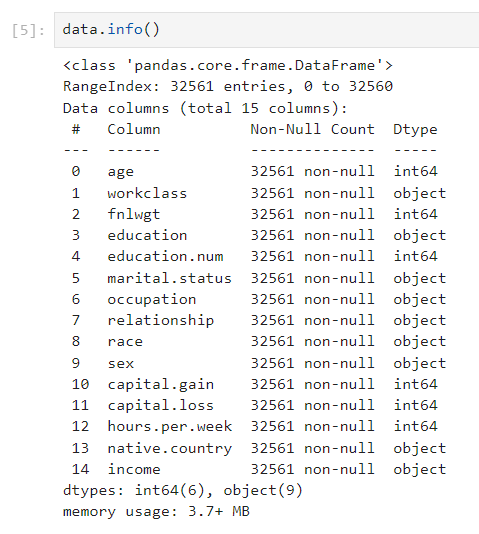 [5]: data.info()
<class 'pandas.core.frame.DataFrame'>
RangeIndex: 32561 entries, 0 to 32560
Data columns (total 15 columns):
 #   Column          Non-Null Count  Dtype
---  ------          --------------  -----
 0   age             32561 non-null  int64
 1   workclass       32561 non-null  object
 2   fnlwgt          32561 non-null  int64
 3   education       32561 non-null  object
 4   education.num   32561 non-null  int64
 5   marital.status  32561 non-null  object
 6   occupation      32561 non-null  object
 7   relationship    32561 non-null  object
 8   race            32561 non-null  object
 9   sex             32561 non-null  object
 10  capital.gain    32561 non-null  int64
 11  capital.loss    32561 non-null  int64
 12  hours.per.week  32561 non-null  int64
 13  native.country  32561 non-null  object
 14  income          32561 non-null  object
dtypes: int64(6), object(9)
memory usage: 3.7+ MB